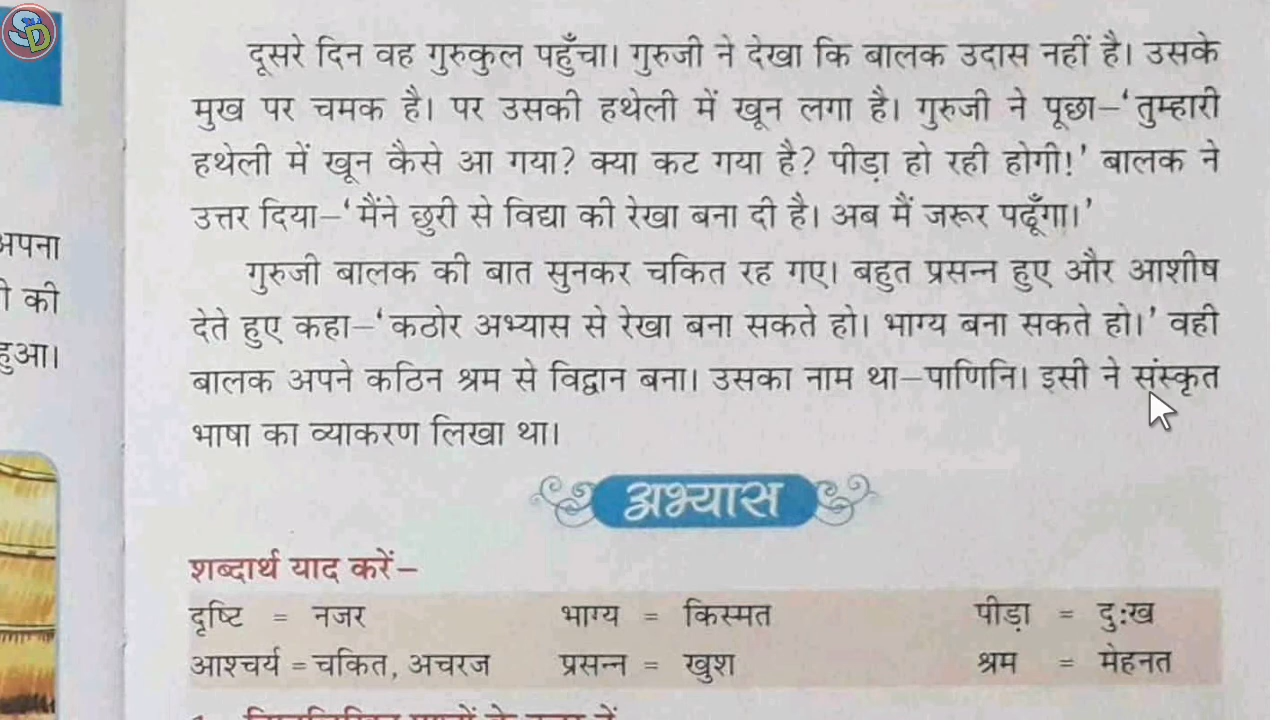 SD
दूसरे दिन वह गुरुकुल पहुँचा। गुरुजी ने देखा कि बालक उदास नहीं है। उसके
मुख पर चमक है। पर उसकी हथेली में खून लगा है। गुरुजी ने पूछा–‘तुम्हारी
हथेली में खून कैसे आ गया? क्या कट गया है? पीड़ा हो रही होगी!’ बालक ने
उत्तर दिया–‘मैंने छुरी से विद्या की रेखा बना दी है। अब मैं जरूर पढ़ूँगा।’
अपना
गुरुजी बालक की बात सुनकर चकित रह गए। बहुत प्रसन्न हुए और आशीष
की
देते हुए कहा–‘कठोर अभ्यास से रेखा बना सकते हो। भाग्य बना सकते हो।’ वही
हुआ।
बालक अपने कठिन श्रम से विद्वान बना। उसका नाम था–पाणिनि। इसी ने संस्कृत
भाषा का व्याकरण लिखा था।
अभ्यास
शब्दार्थ याद करें–
दृष्टि = नजर भाग्य = किस्मत पीड़ा = दुःख
आश्चर्य = चकित, अचरज प्रसन्न = खुश श्रम = मेहनत